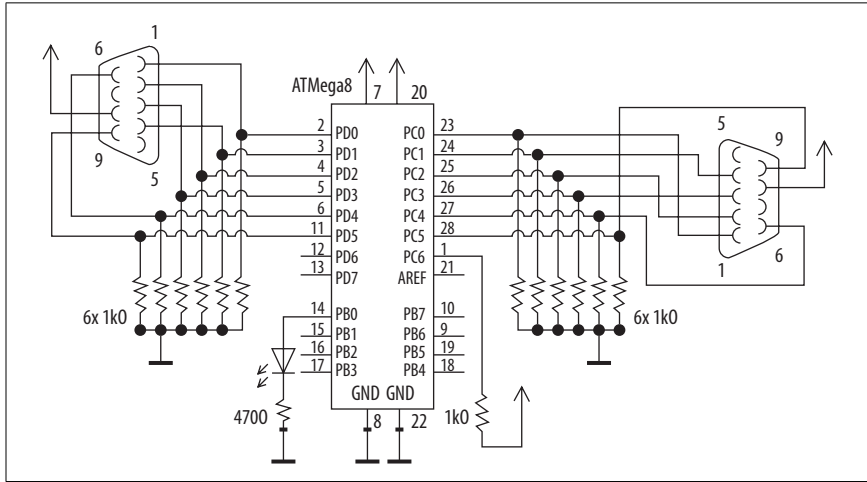 1
6
9
5
ATMega8
7
20
2 PD0 PC0 23
3 PD1 PC1 24
4 PD2 PC2 25
5 PD3 PC3 26
6 PD4 PC4 27
11 PD5 PC5 28
12 PD6 PC6 1
13 PD7 AREF 21
14 PB0 PB7 10
15 PB1 PB6 9
16 PB2 PB5 19
17 PB3 PB4 18
GND GND
8
22
6x 1k0
470Ω
1k0
6x 1k0
5
9
1
6